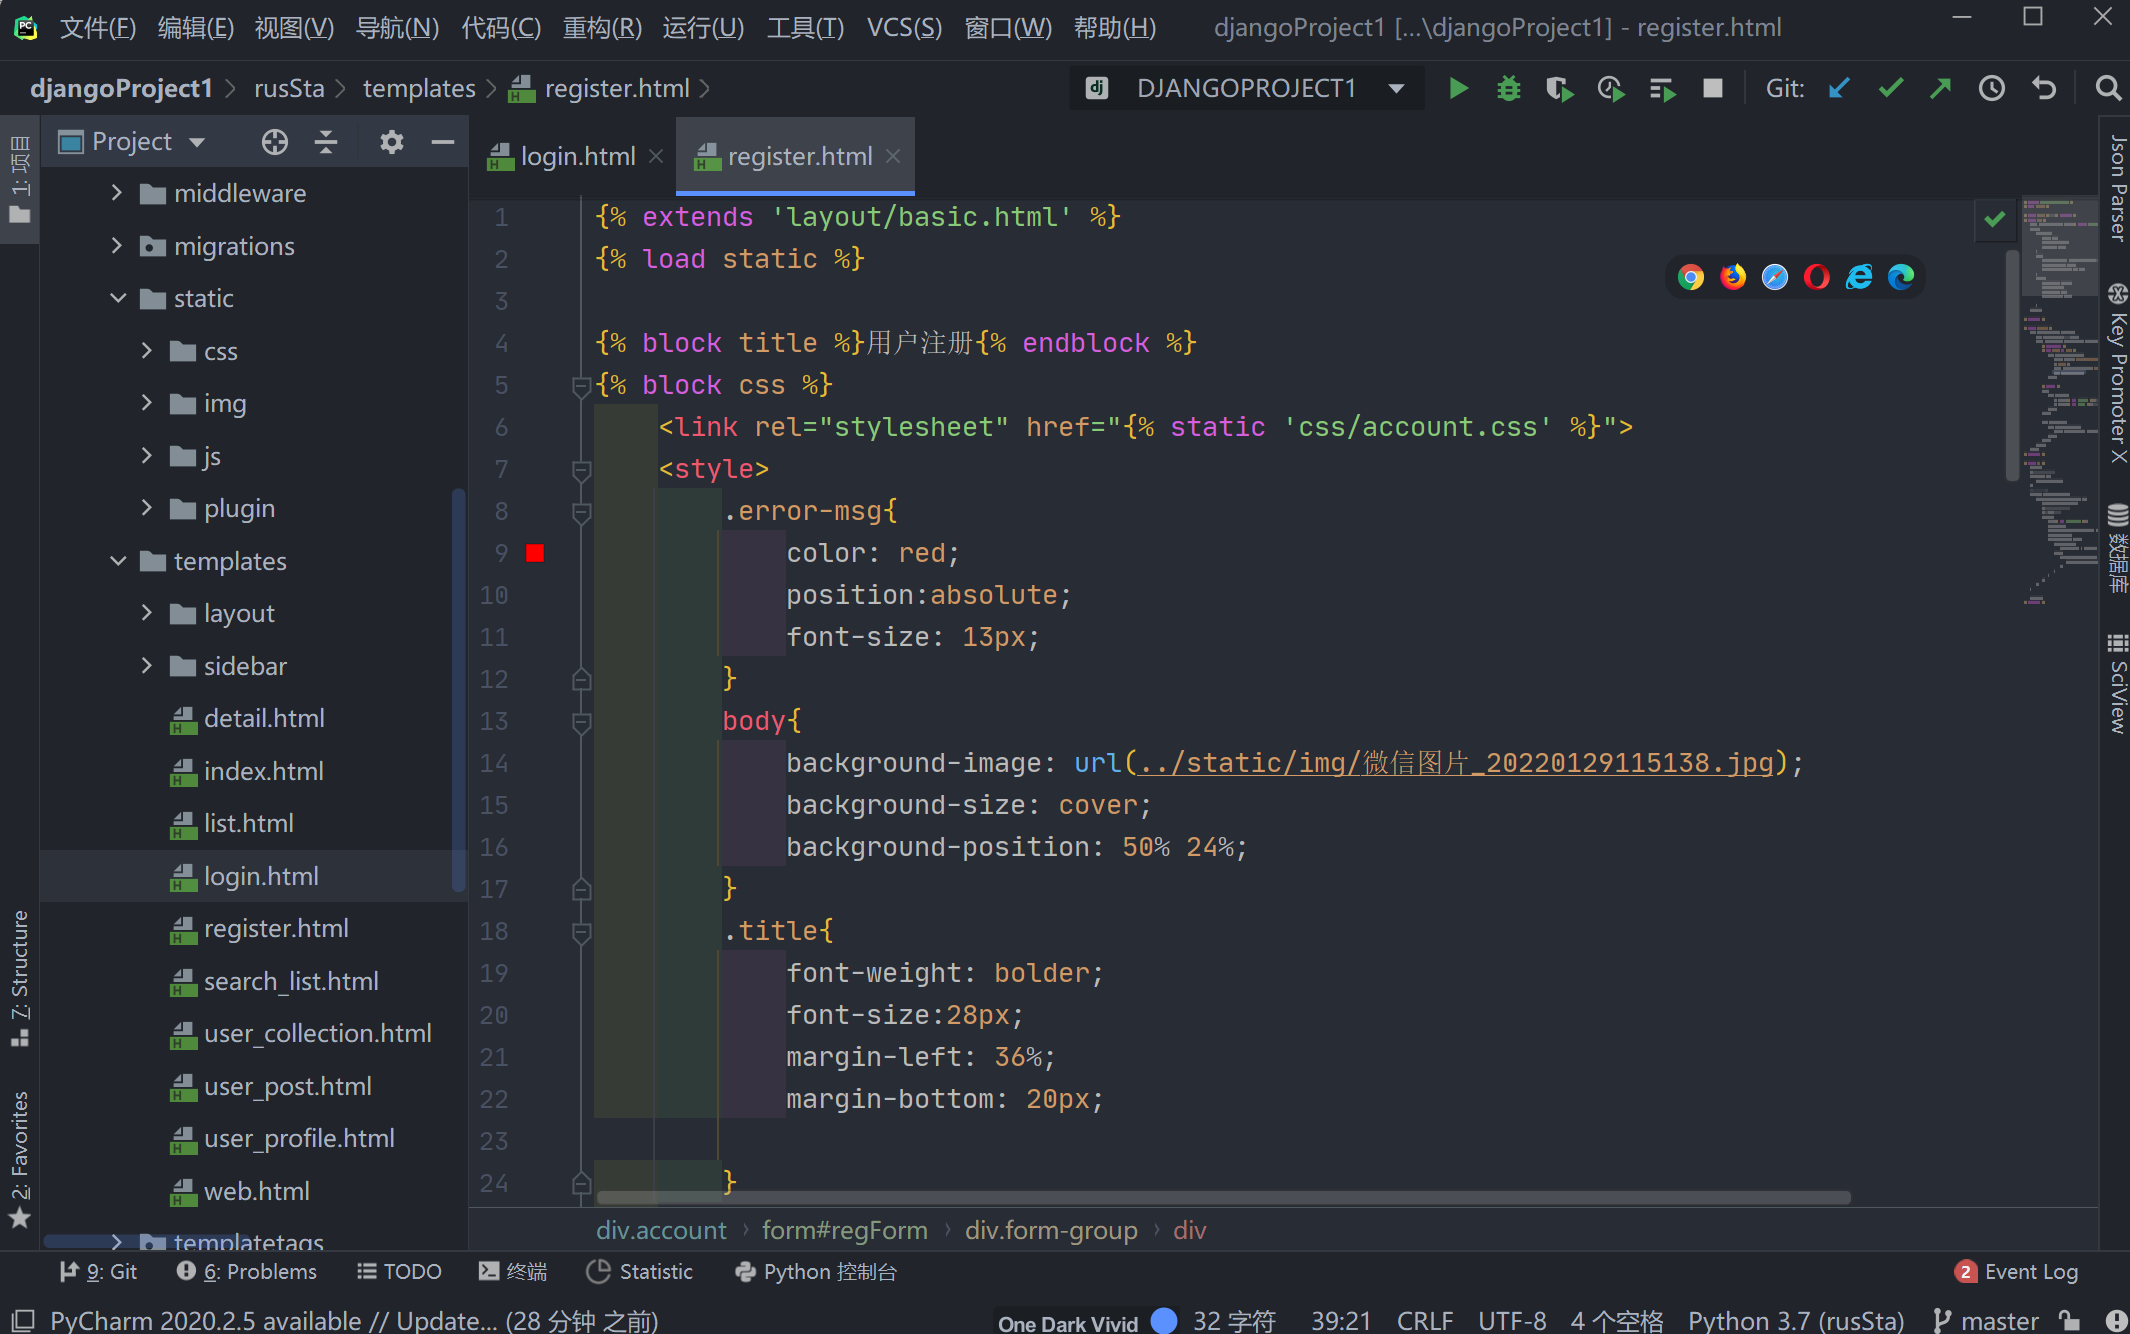 文件(F) 编辑(E) 视图(V) 导航(N) 代码(C) 重构(R) 运行(U) 工具(T) VCS(S) 窗口(W) 帮助(H) djangoProject1 [...\djangoProject1] - register.html
djangoProject1 rusSta templates register.html DJANGOPROJECT1 Git:
Project
login.html register.html
1: 项目
middleware
migrations
static
css
img
js
plugin
templates
layout
sidebar
detail.html
index.html
list.html
login.html
register.html
search_list.html
user_collection.html
user_post.html
user_profile.html
web.html
templatetags
7: Structure
2: Favorites
1 {% extends 'layout/basic.html' %}
2 {% load static %}
3
4 {% block title %}用户注册{% endblock %}
5 {% block css %}
6 <link rel="stylesheet" href="{% static 'css/account.css' %}">
7 <style>
8 .error-msg{
9 color: red;
10 position:absolute;
11 font-size: 13px;
12 }
13 body{
14 background-image: url(../static/img/微信图片_20220129115138.jpg);
15 background-size: cover;
16 background-position: 50% 24%;
17 }
18 .title{
19 font-weight: bolder;
20 font-size:28px;
21 margin-left: 36%;
22 margin-bottom: 20px;
23
24 }
Json Parser
Key Promoter X
数据库
SciView
div.account form#regForm div.form-group div
9: Git 6: Problems TODO 终端 Statistic Python 控制台 2 Event Log
PyCharm 2020.2.5 available // Update... (28 分钟 之前) One Dark Vivid 32 字符 39:21 CRLF UTF-8 4 个空格 Python 3.7 (rusSta) master